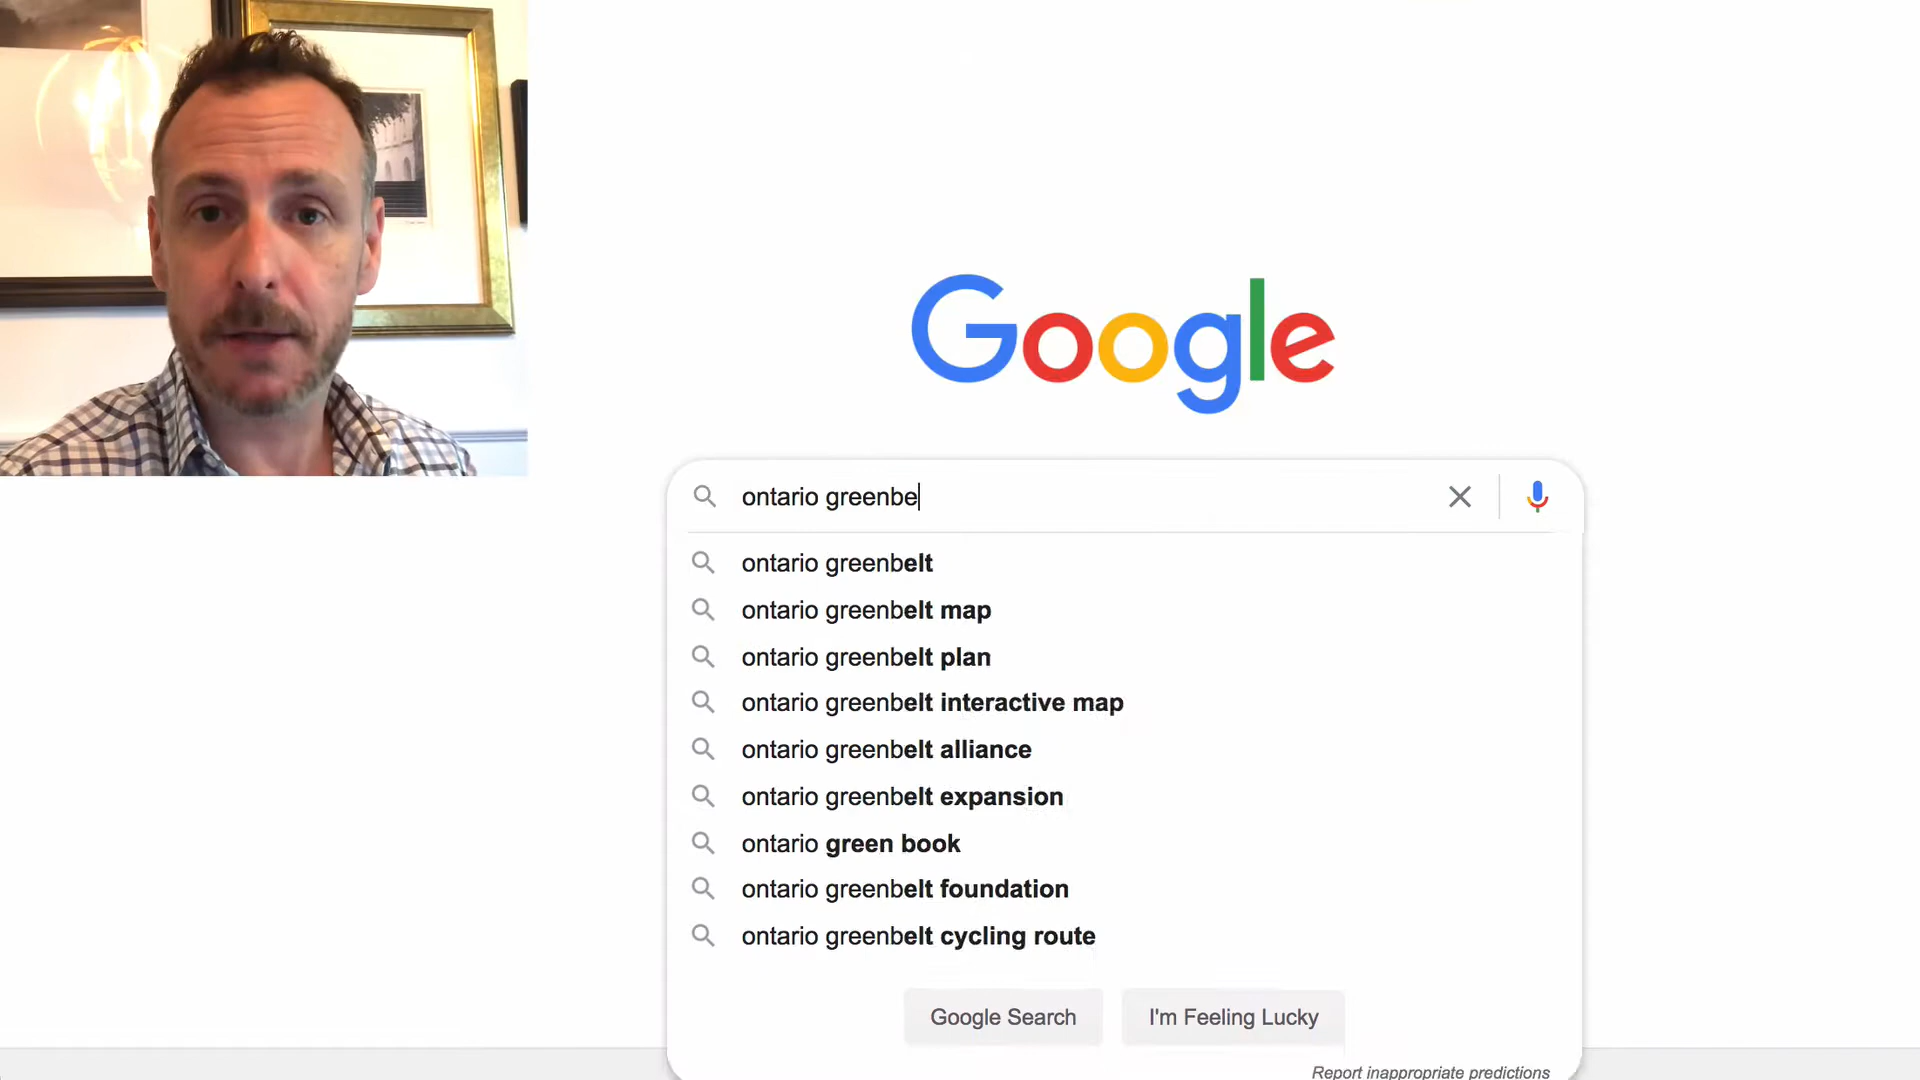 Google
ontario greenbe
ontario greenbelt
ontario greenbelt map
ontario greenbelt plan
ontario greenbelt interactive map
ontario greenbelt alliance
ontario greenbelt expansion
ontario green book
ontario greenbelt foundation
ontario greenbelt cycling route
Google Search
I'm Feeling Lucky
Report inappropriate predictions